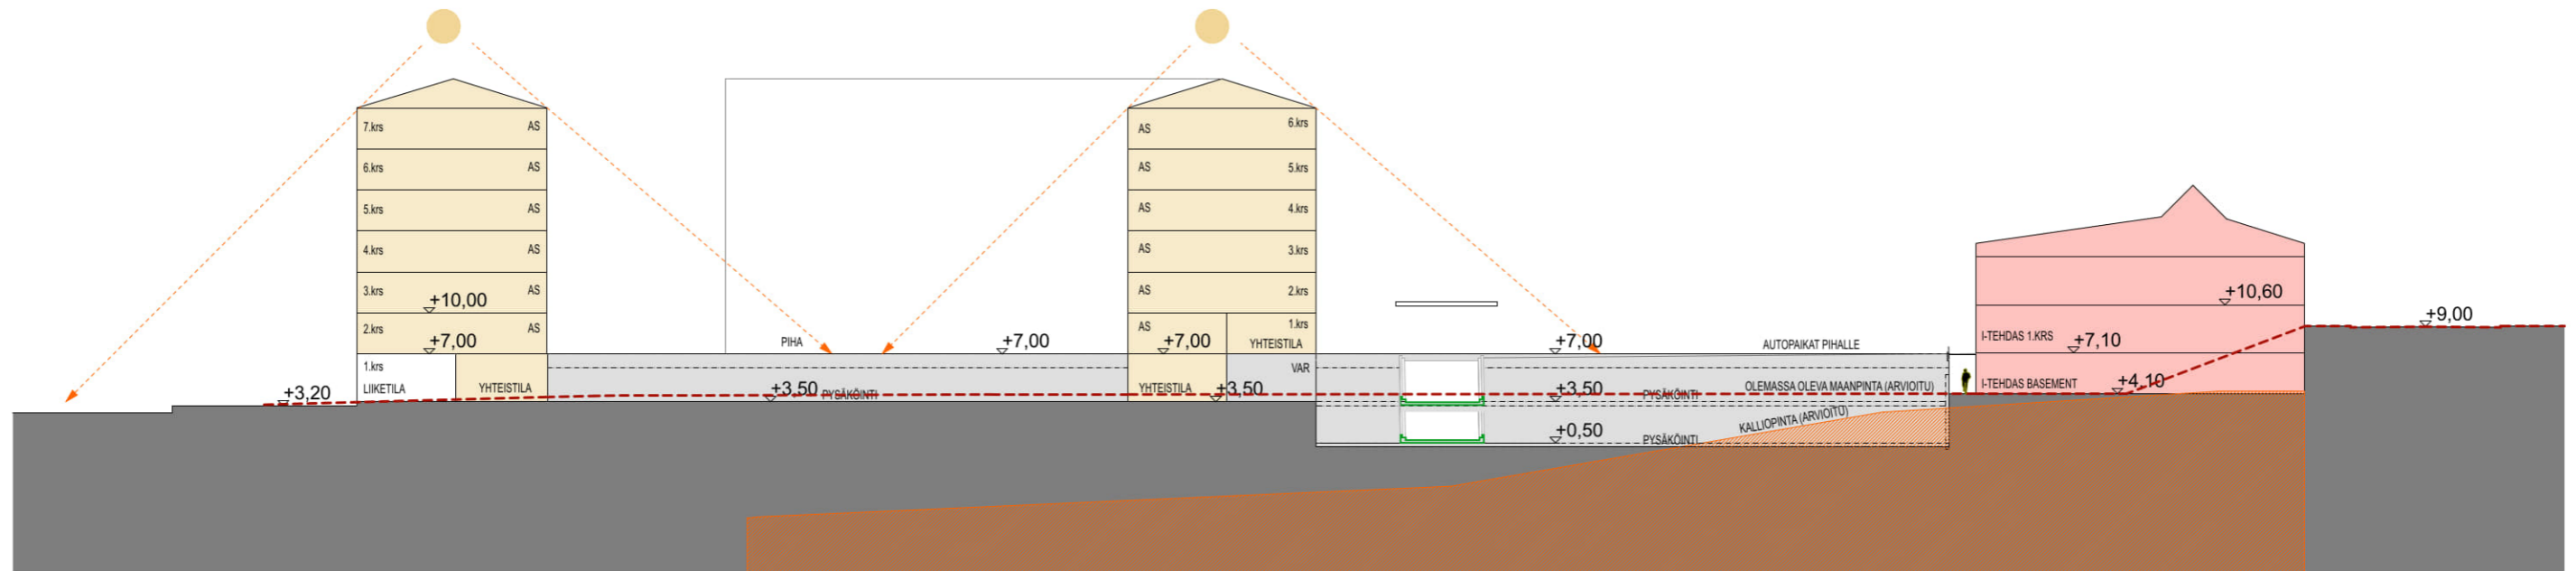 7.krs AS
6.krs AS
5.krs AS
4.krs AS
3.krs AS
+10,00
2.krs AS
+7,00
1.krs
LIIKETILA YHTEISTILA
+3,20
PIHA
+7,00
+3,50 PYSÄKÖINTI
AS 6.krs
AS 5.krs
AS 4.krs
AS 3.krs
AS 2.krs
AS 1.krs
+7,00 YHTEISTILA
VAR
YHTEISTILA +3,50
+7,00 AUTOPAIKAT PIHALLE
OLEMASSA OLEVA MAANPINTA (ARVIOITU)
+3,50 PYSÄKÖINTI
KALLIOPINTA (ARVIOITU)
+0,50 PYSÄKÖINTI
+10,60
I-TEHDAS 1.KRS
+7,10
I-TEHDAS BASEMENT
+4,10
+9,00